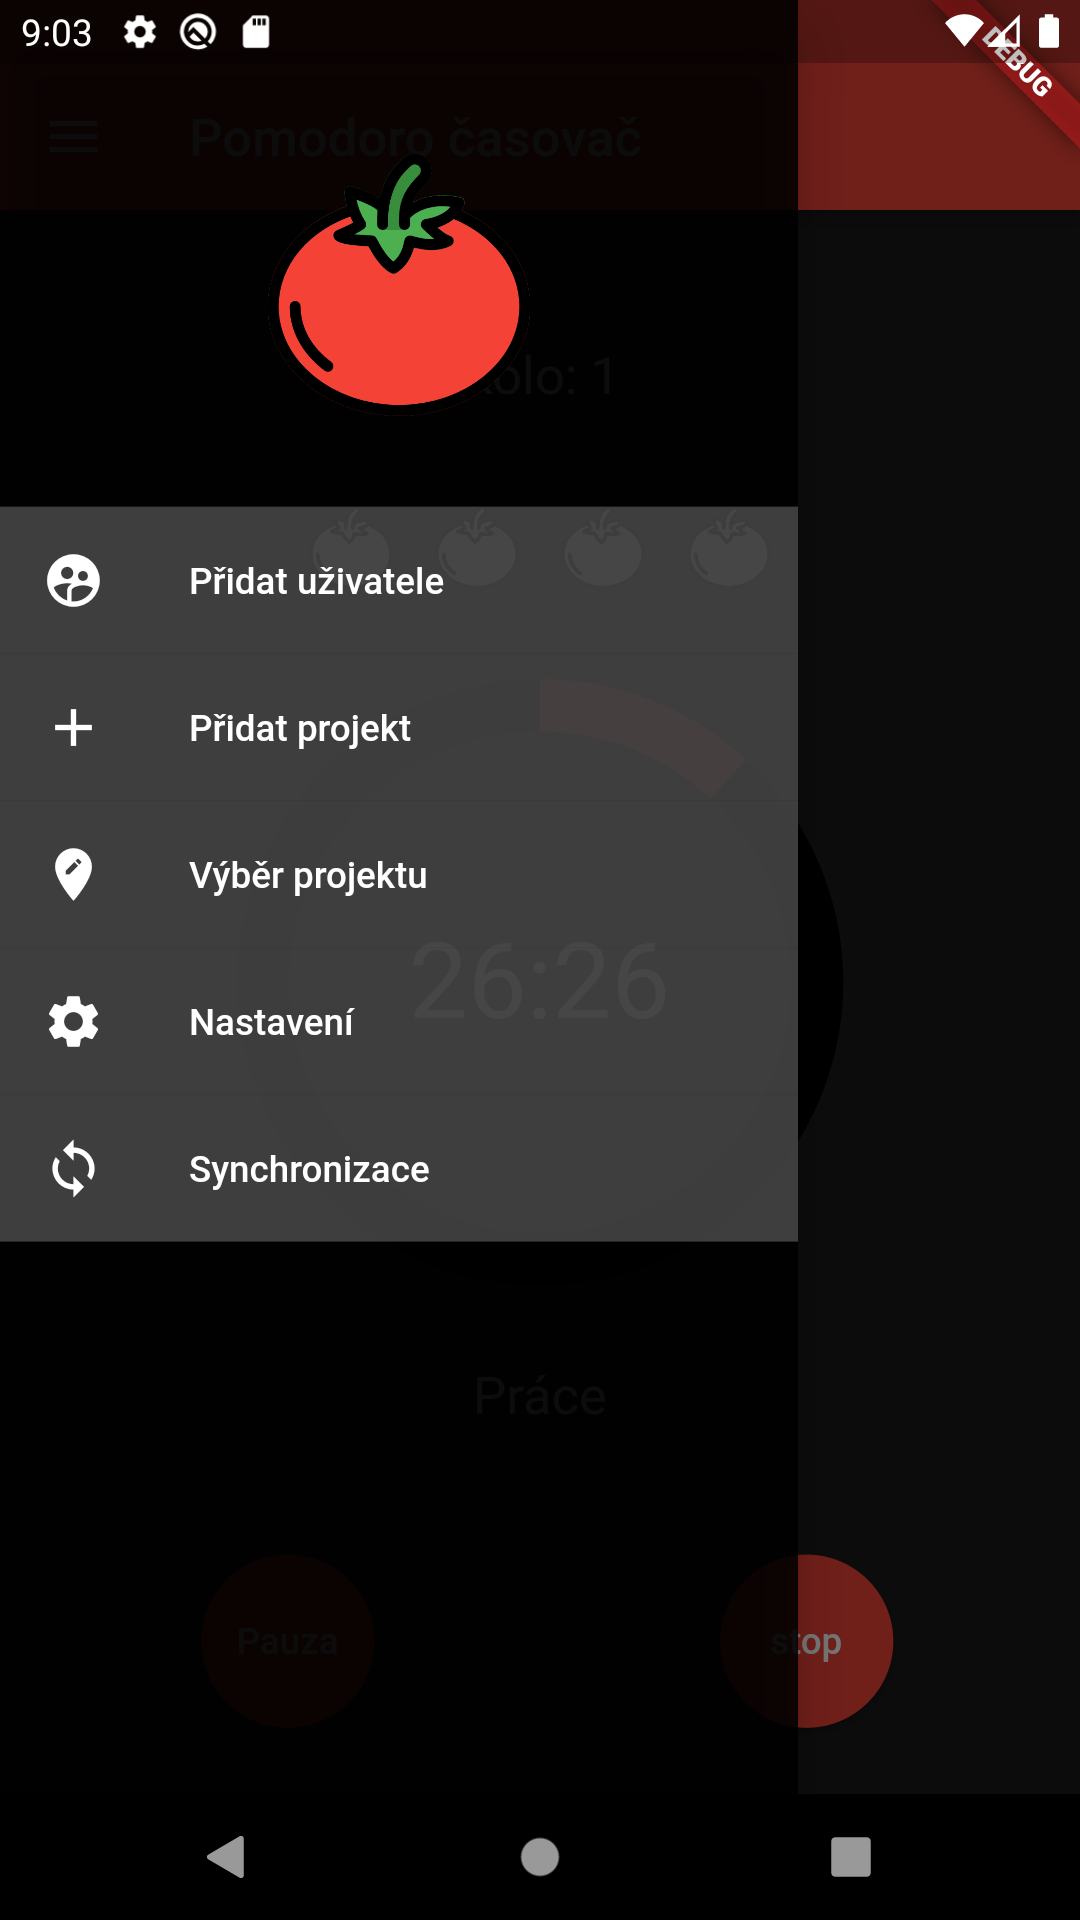 9:03
DEBUG
Pomodoro časovač
olo: 1
Přidat uživatele
Přidat projekt
Výběr projektu
26:26
Nastavení
Synchronizace
Práce
Pauza stop